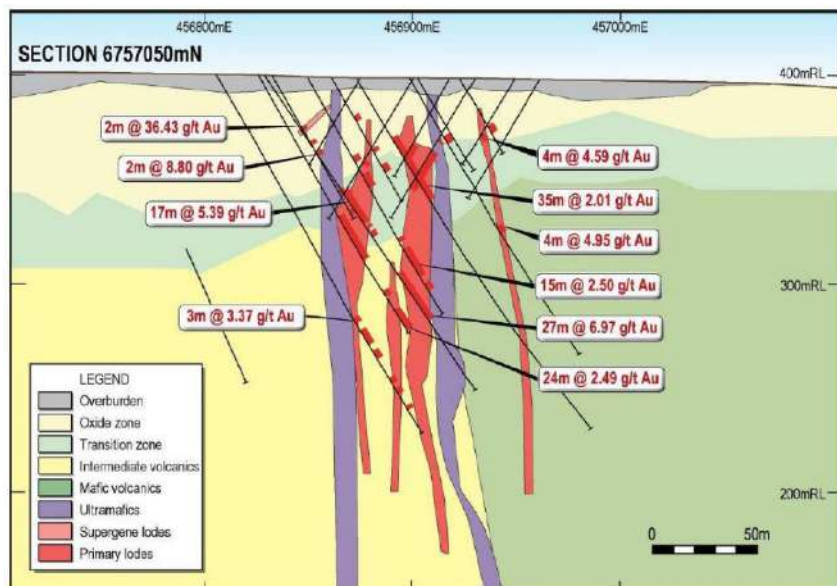 456800mE
456900mE
457000mE
SECTION 6757050mN
400mRL
2m @ 36.43 g/t Au
2m @ 8.80 g/t Au
17m @ 5.39 g/t Au
3m @ 3.37 g/t Au
4m @ 4.59 g/t Au
35m @ 2.01 g/t Au
4m @ 4.95 g/t Au
15m @ 2.50 g/t Au
300mRL
27m @ 6.97 g/t Au
24m @ 2.49 g/t Au
LEGEND
Overburden
Oxide zone
Transition zone
Intermediate volcanics
Mafic volcanics
Ultramafics
Supergene lodes
Primary lodes
200mRL
0
50m